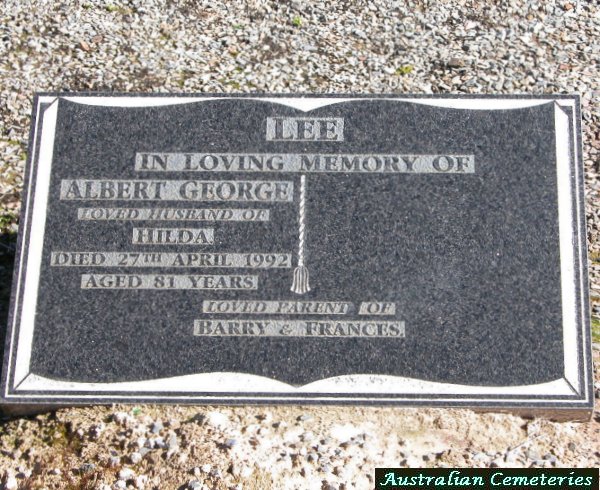 LEE
IN LOVING MEMORY OF
ALBERT GEORGE
LOVED HUSBAND OF
HILDA
DIED 27TH APRIL 1992
AGED 81 YEARS
LOVED PARENT OF
BARRY & FRANCES.
Australian Cemeteries